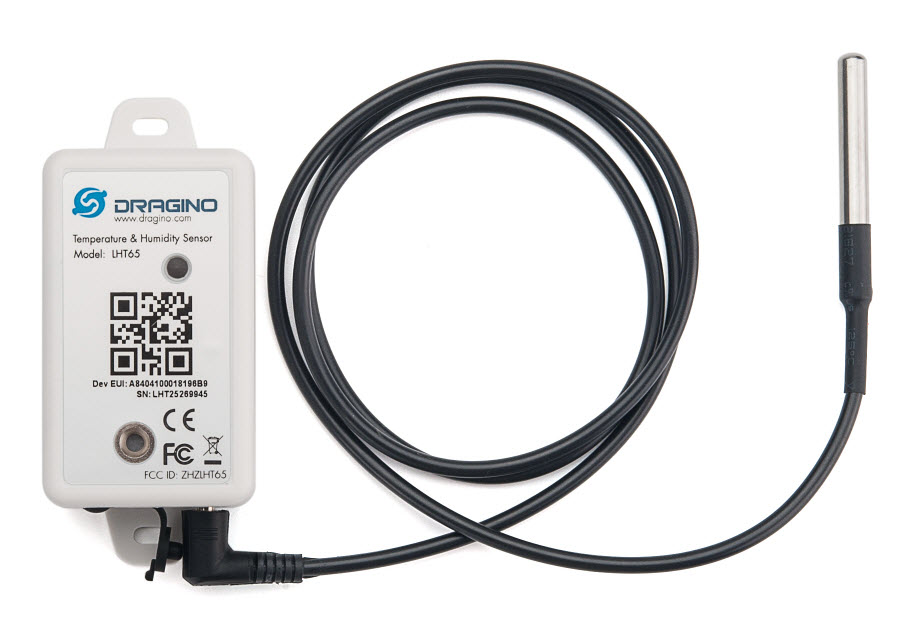 DRAGINO
www.dragino.com
Temperature & Humidity Sensor
Model: LHT65
Dev EUI: A8404100018196B9
SN: LHT25269945
CE
FC
FCC ID: ZHZLHT65